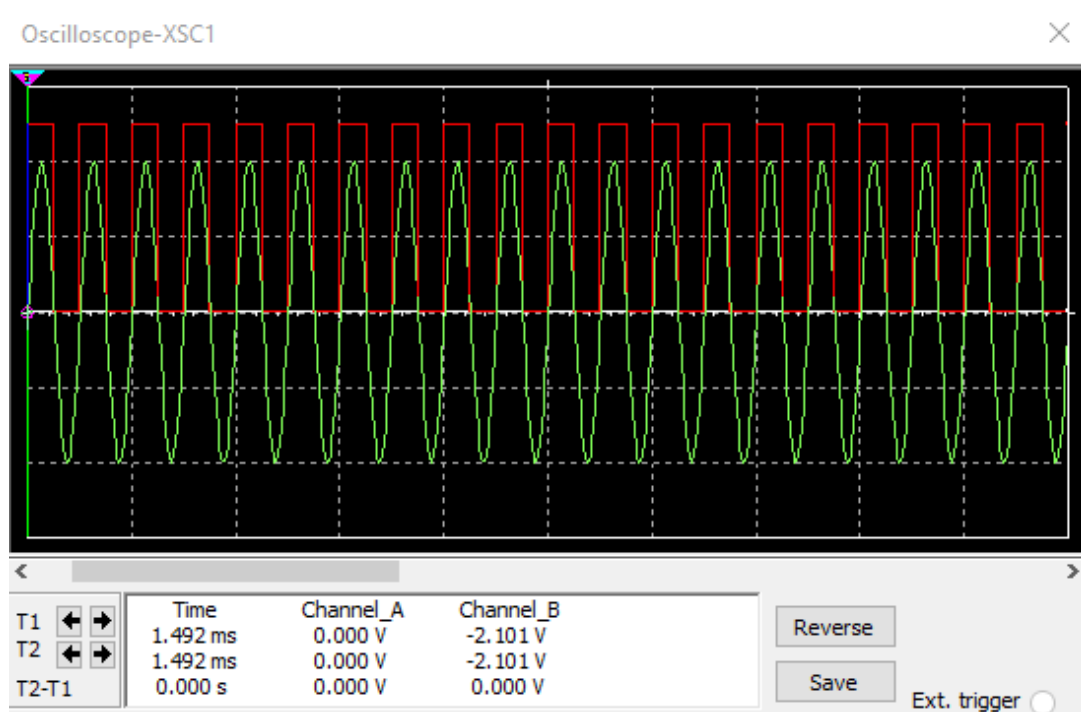 Oscilloscope-XSC1
Time Channel_A Channel_B
T1 1.492 ms 0.000 V -2.101 V
T2 1.492 ms 0.000 V -2.101 V
T2-T1 0.000 s 0.000 V 0.000 V
Reverse
Save
Ext. trigger